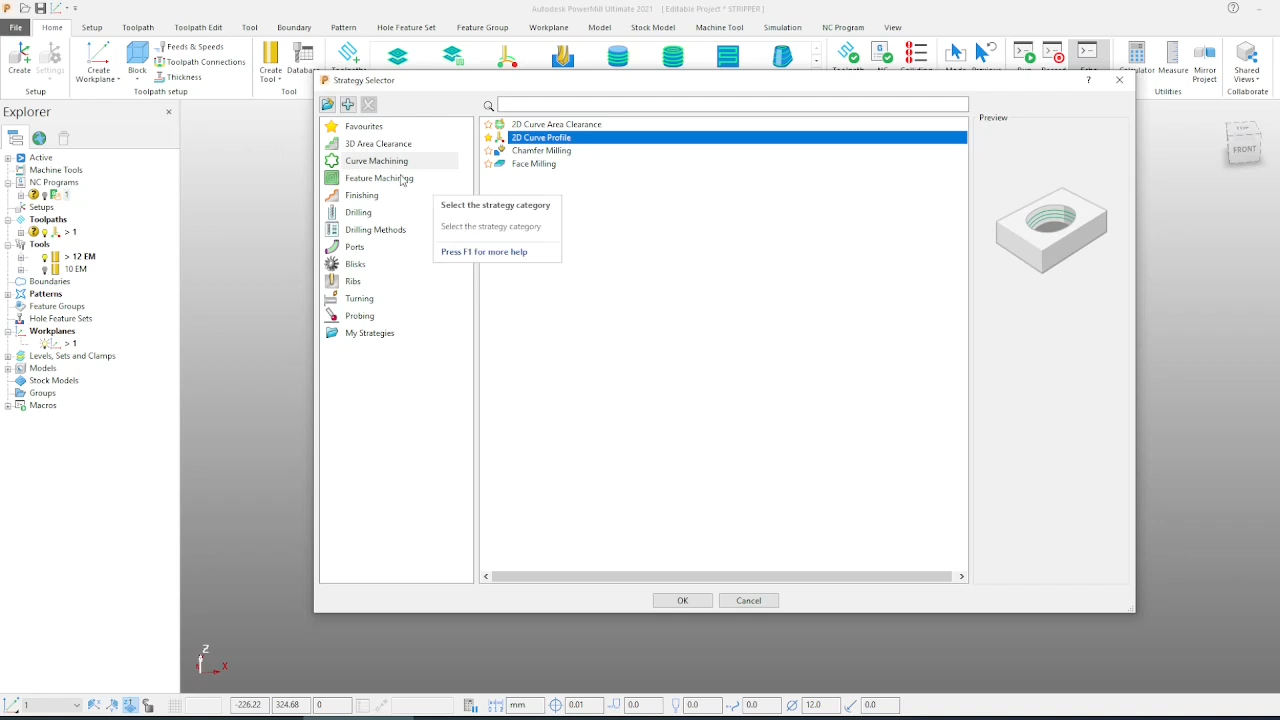 Autodesk PowerMill Ultimate 2021 [ Editable Project * STRIPPER ]
File Home Setup Toolpath Toolpath Edit Tool Boundary Pattern Hole Feature Set Feature Group Workplane Model Stock Model Machine Tool Simulation NC Program View
Feeds & Speeds
Toolpath Connections
Thickness
Create Settings Create Workplane Block Create Tool Database
Calculator Measure Mirror Project Shared Views
Setup Toolpath setup Tool Utilities Collaborate
Explorer
Active
Machine Tools
NC Programs
1
Setups
Toolpaths
> 1
Tools
> 12 EM
10 EM
Boundaries
Patterns
Feature Groups
Hole Feature Sets
Workplanes
> 1
Levels, Sets and Clamps
Models
Stock Models
Groups
Macros
Strategy Selector
Favourites
3D Area Clearance
Curve Machining
Feature Machining
Finishing
Drilling
Drilling Methods
Ports
Blisks
Ribs
Turning
Probing
My Strategies
2D Curve Area Clearance
2D Curve Profile
Chamfer Milling
Face Milling
Select the strategy category
Select the strategy category
Press F1 for more help
Preview
OK Cancel
FRONT
Z
X
1 -226.22 324.68 0 mm 0.01 0.0 0.0 0.0 12.0 0.0